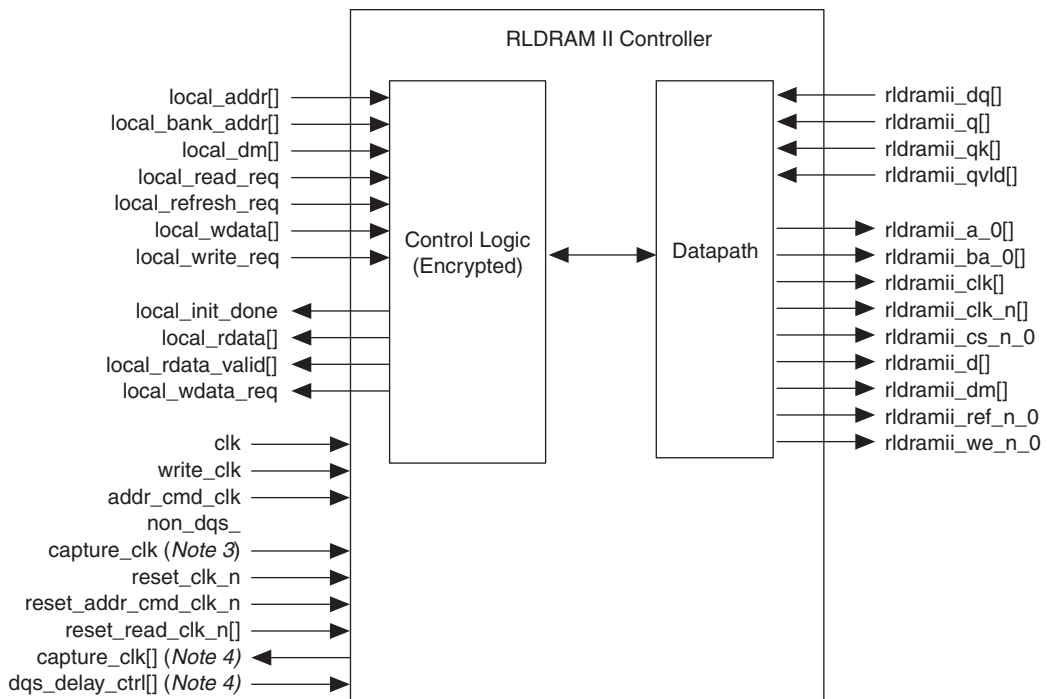 RLDRAM II Controller
local_addr[]
local_bank_addr[]
local_dm[]
local_read_req
local_refresh_req
local_wdata[]
local_write_req
local_init_done
local_rdata[]
local_rdata_valid[]
local_wdata_req
clk
write_clk
addr_cmd_clk
non_dqs_
capture_clk (Note 3)
reset_clk_n
reset_addr_cmd_clk_n
reset_read_clk_n[]
capture_clk[] (Note 4)
dqs_delay_ctrl[] (Note 4)
Control Logic
(Encrypted)
Datapath
rldramii_dq[]
rldramii_q[]
rldramii_qk[]
rldramii_qvld[]
rldramii_a_0[]
rldramii_ba_0[]
rldramii_clk[]
rldramii_clk_n[]
rldramii_cs_n_0
rldramii_d[]
rldramii_dm[]
rldramii_ref_n_0
rldramii_we_n_0